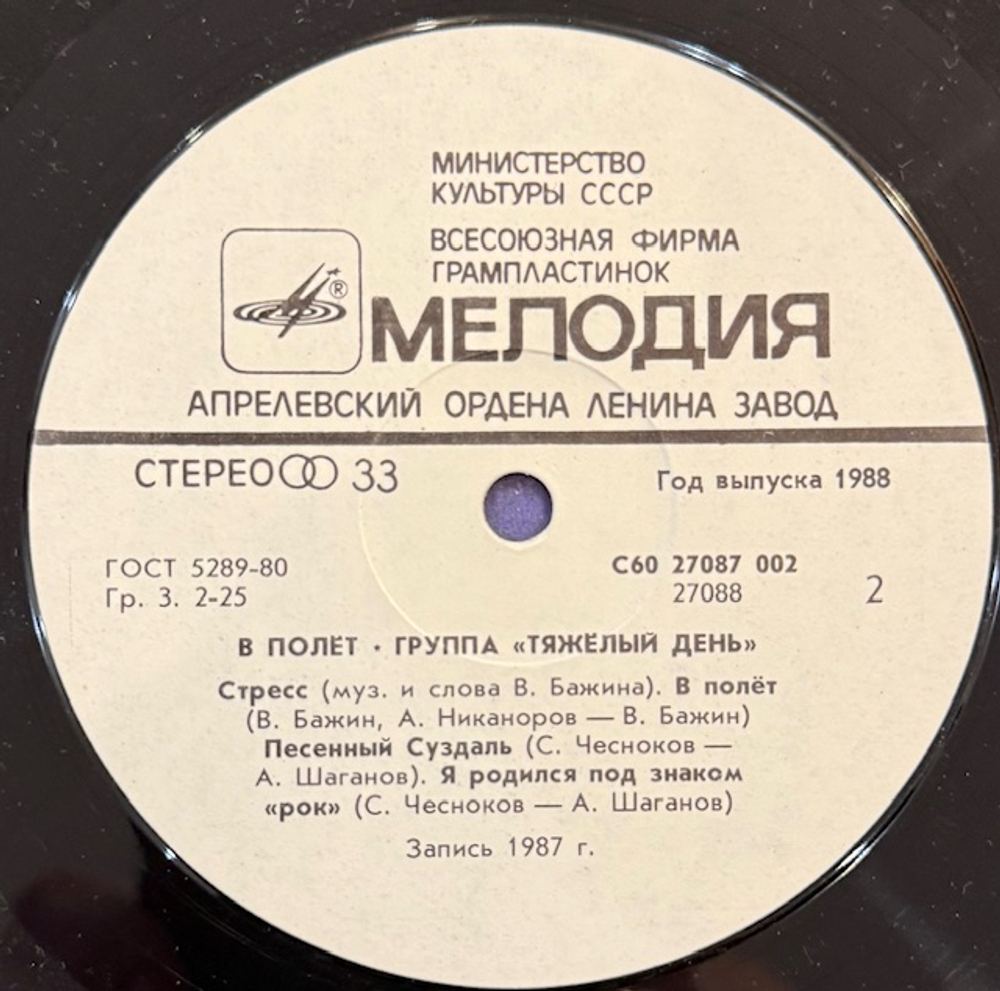 МИНИСТЕРСТВО
КУЛЬТУРЫ СССР
ВСЕСОЮЗНАЯ ФИРМА
ГРАМПЛАСТИНОК
®
МЕЛОДИЯ
АПРЕЛЕВСКИЙ ОРДЕНА ЛЕНИНА ЗАВОД
СТЕРЕО 33
Год выпуска 1988
ГОСТ 5289-80
Гр. 3. 2-25
С60 27087 002
27088
2
В ПОЛЁТ · ГРУППА «ТЯЖЁЛЫЙ ДЕНЬ»
Стресс (муз. и слова В. Бажина). В полёт
(В. Бажин, А. Никаноров — В. Бажин)
Песенный Суздаль (С. Чесноков —
А. Шаганов). Я родился под знаком
«рок» (С. Чесноков — А. Шаганов)
Запись 1987 г.